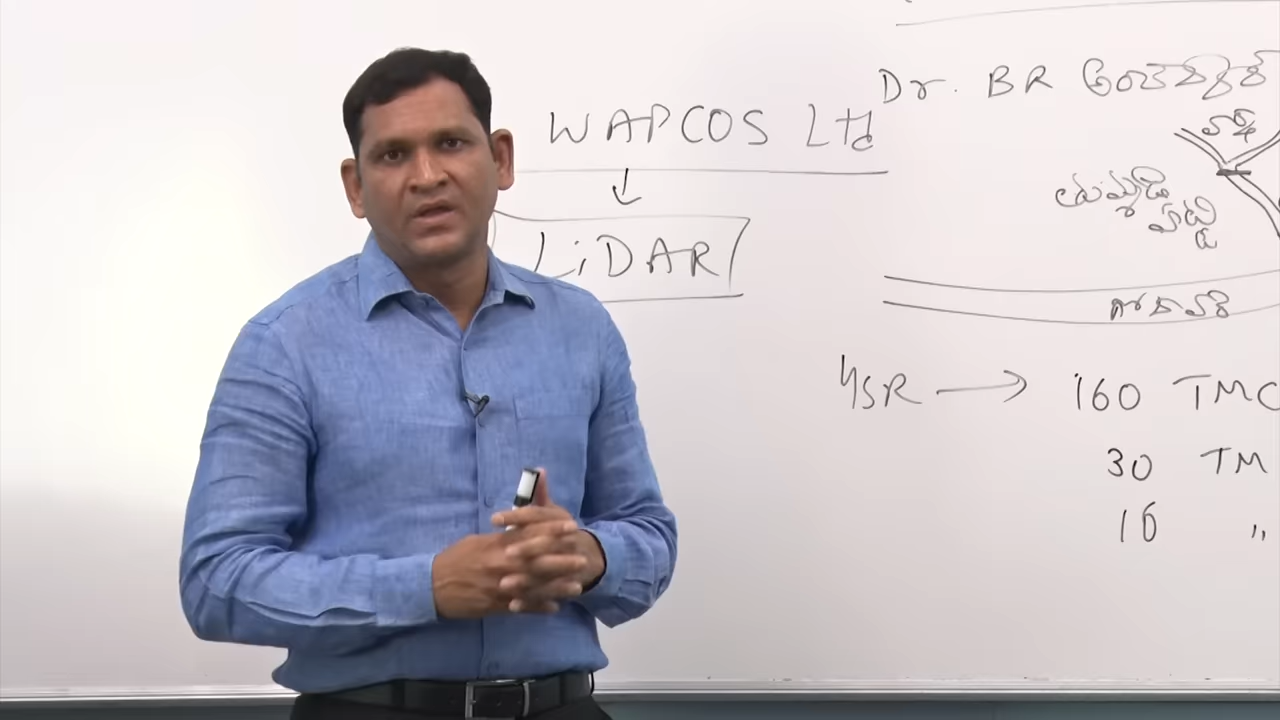 WAPCOS Ltd
LiDAR
Dr. BR అంబేద్కర్
వార్ధా
తుమ్మిడి
హట్టి
గోదావరి
YSR → 160 TMC
30 TM
16 "